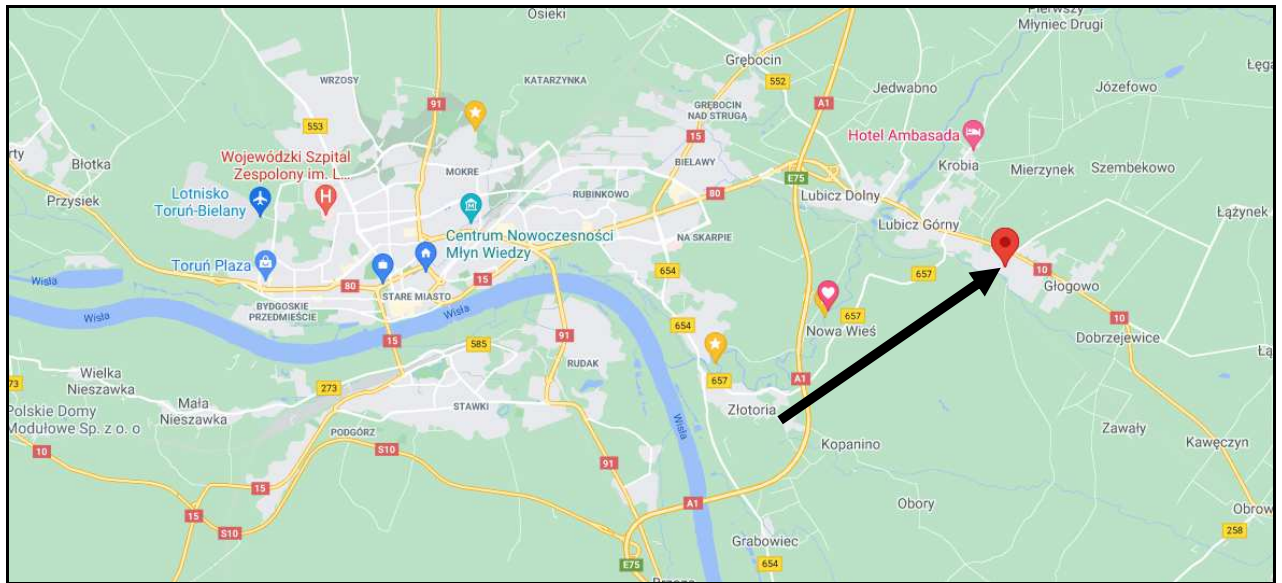 Osieki
Pierwszy
Młyniec Drugi
Grębocin
552
Jedwabno
Józefowo
WRZOSY
KATARZYNKA
91
A1
GRĘBOCIN
NAD STRUGĄ
553
15
Hotel Ambasada
Błotka
Wojewódzki Szpital
Zespolony im. L...
MOKRE
BIELAWY
Krobia
Mierzynek
Szembekowo
E75
Przysiek
Lotnisko
Toruń-Bielany
RUBINKOWO
80
Lubicz Dolny
Łążynek
Centrum Nowoczesności
Młyn Wiedzy
NA SKARPIE
Lubicz Górny
Toruń Plaza
654
657
10
Głogowo
Wisła
80
15
STARE MIASTO
BYDGOSKIE
PRZEDMIEŚCIE
Wisła
Wisła
654
657
Nowa Wieś
10
Dobrzejewice
15
585
91
RUDAK
Wielka
Nieszawka
273
657
A1
Mała
Nieszawka
STAWKI
Złotoria
Polskie Domy
Modułowe Sp. z o. o
PODGÓRZ
Wisła
Zawały
Kopanino
Kawęczyn
10
S10
91
15
A1
Obory
15
S10
Grabowiec
258
E75
654